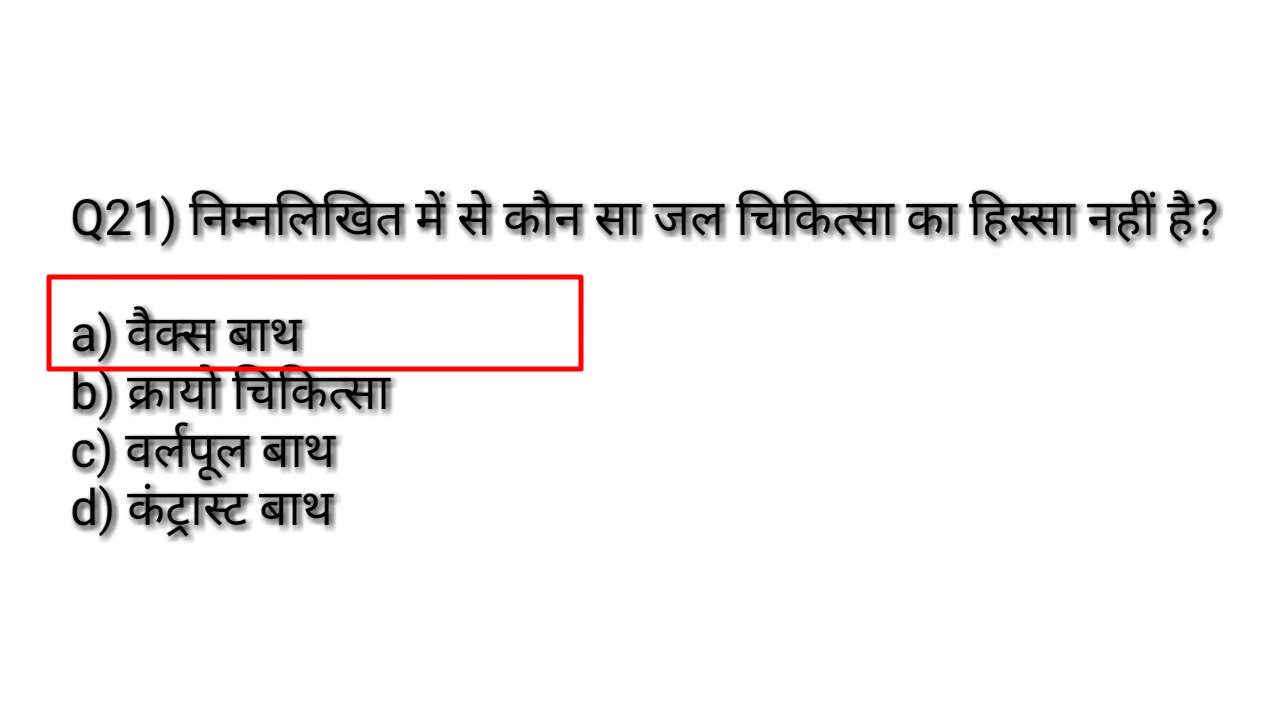 Q21) निम्नलिखित में से कौन सा जल चिकित्सा का हिस्सा नहीं है?
a) वैक्स बाथ
b) क्रायो चिकित्सा
c) वर्लपूल बाथ
d) कंट्रास्ट बाथ